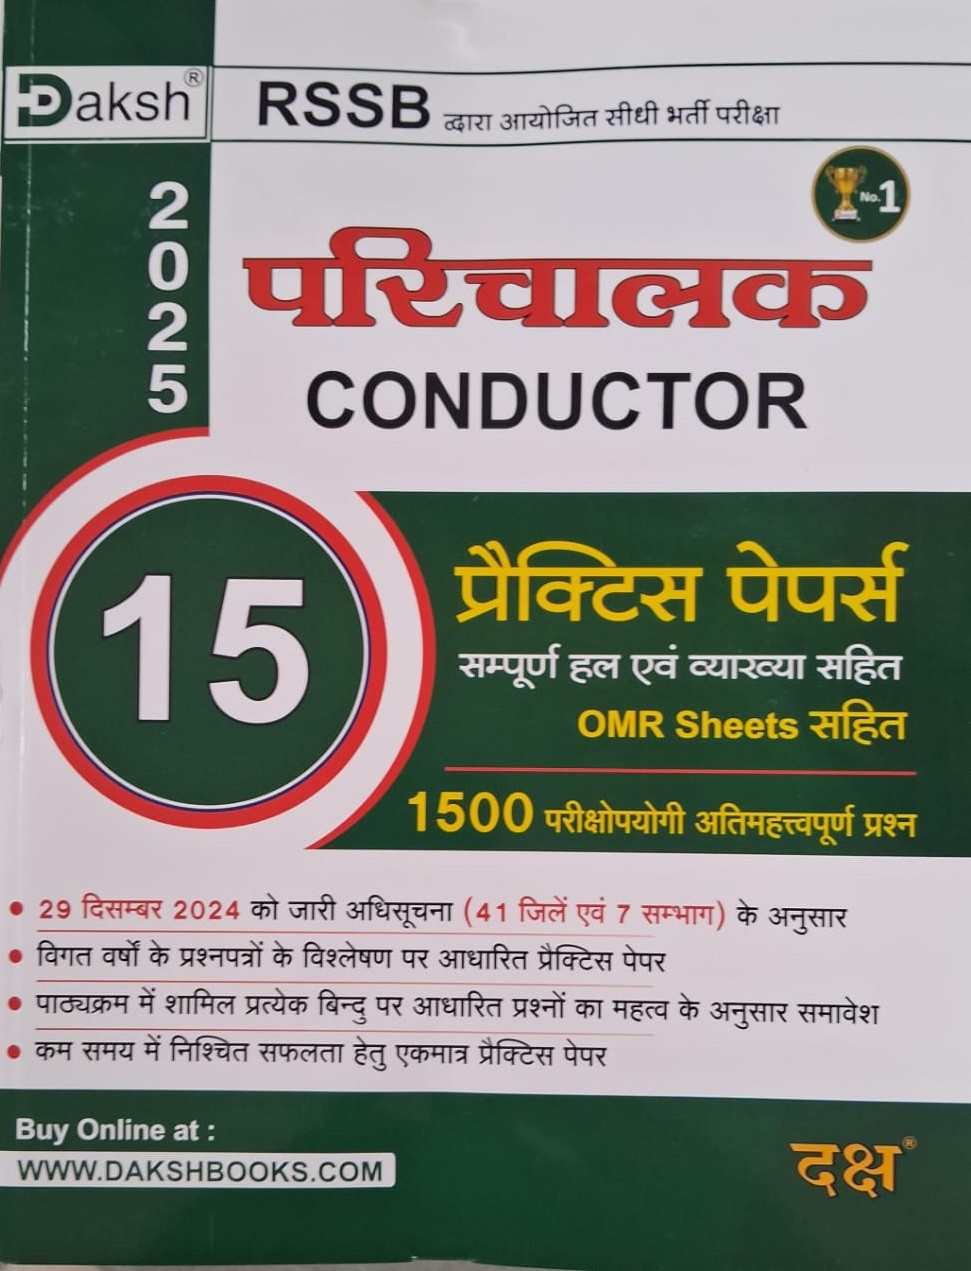 Daksh®
RSSB द्वारा आयोजित सीधी भर्ती परीक्षा
2025
No.1
परिचालक
CONDUCTOR
15
प्रैक्टिस पेपर्स
सम्पूर्ण हल एवं व्याख्या सहित
OMR Sheets सहित
1500 परीक्षोपयोगी अतिमहत्त्वपूर्ण प्रश्न
• 29 दिसम्बर 2024 को जारी अधिसूचना (41 जिलें एवं 7 सम्भाग) के अनुसार
• विगत वर्षों के प्रश्नपत्रों के विश्लेषण पर आधारित प्रैक्टिस पेपर
• पाठ्यक्रम में शामिल प्रत्येक बिन्दु पर आधारित प्रश्नों का महत्व के अनुसार समावेश
• कम समय में निश्चित सफलता हेतु एकमात्र प्रैक्टिस पेपर
Buy Online at :
WWW.DAKSHBOOKS.COM
दक्ष®